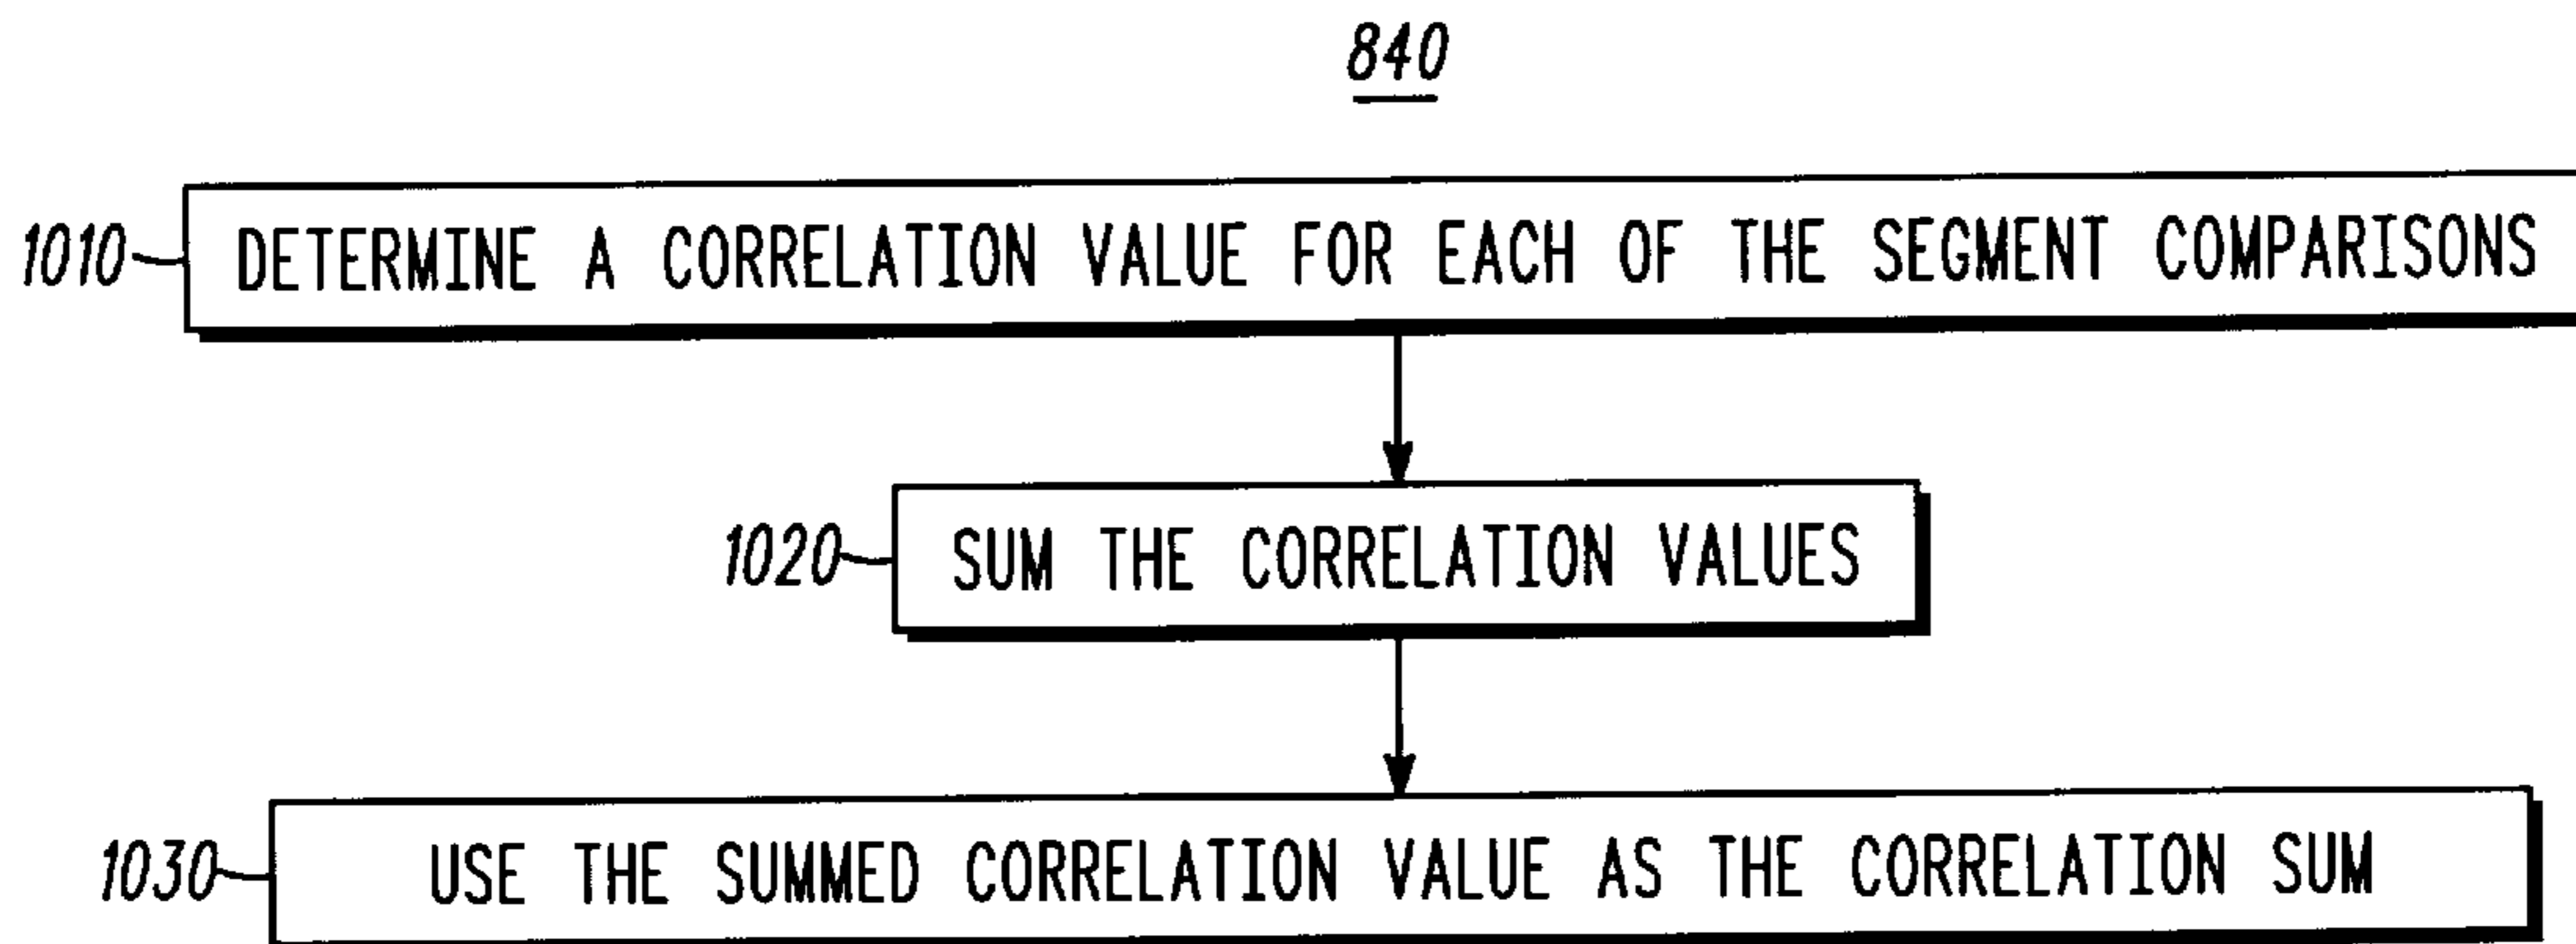 840
1010 DETERMINE A CORRELATION VALUE FOR EACH OF THE SEGMENT COMPARISONS
1020 SUM THE CORRELATION VALUES
1030 USE THE SUMMED CORRELATION VALUE AS THE CORRELATION SUM